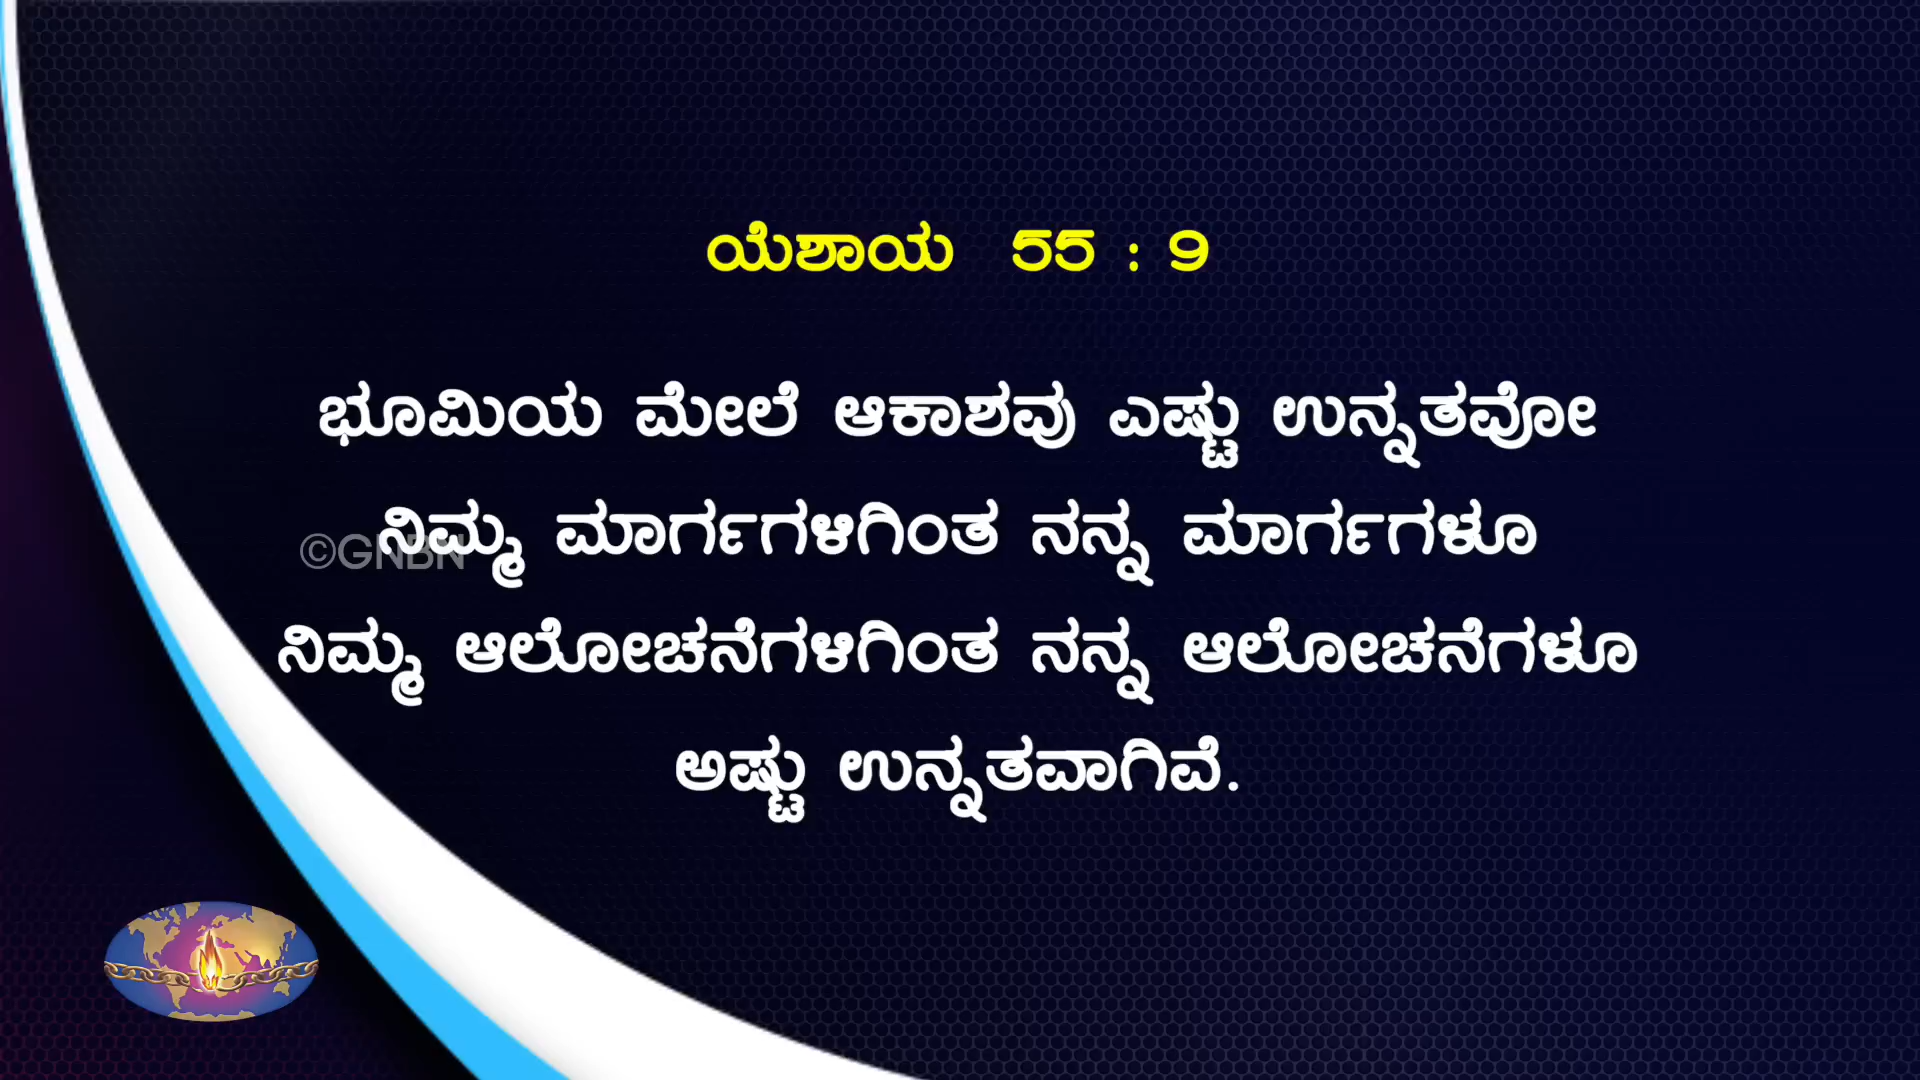 ಯೆಶಾಯ 55 : 9
ಭೂಮಿಯ ಮೇಲೆ ಆಕಾಶವು ಎಷ್ಟು ಉನ್ನತವೋ
ನಿಮ್ಮ ಮಾರ್ಗಗಳಿಗಿಂತ ನನ್ನ ಮಾರ್ಗಗಳೂ
©GNBN
ನಿಮ್ಮ ಆಲೋಚನೆಗಳಿಗಿಂತ ನನ್ನ ಆಲೋಚನೆಗಳೂ
ಅಷ್ಟು ಉನ್ನತವಾಗಿವೆ.